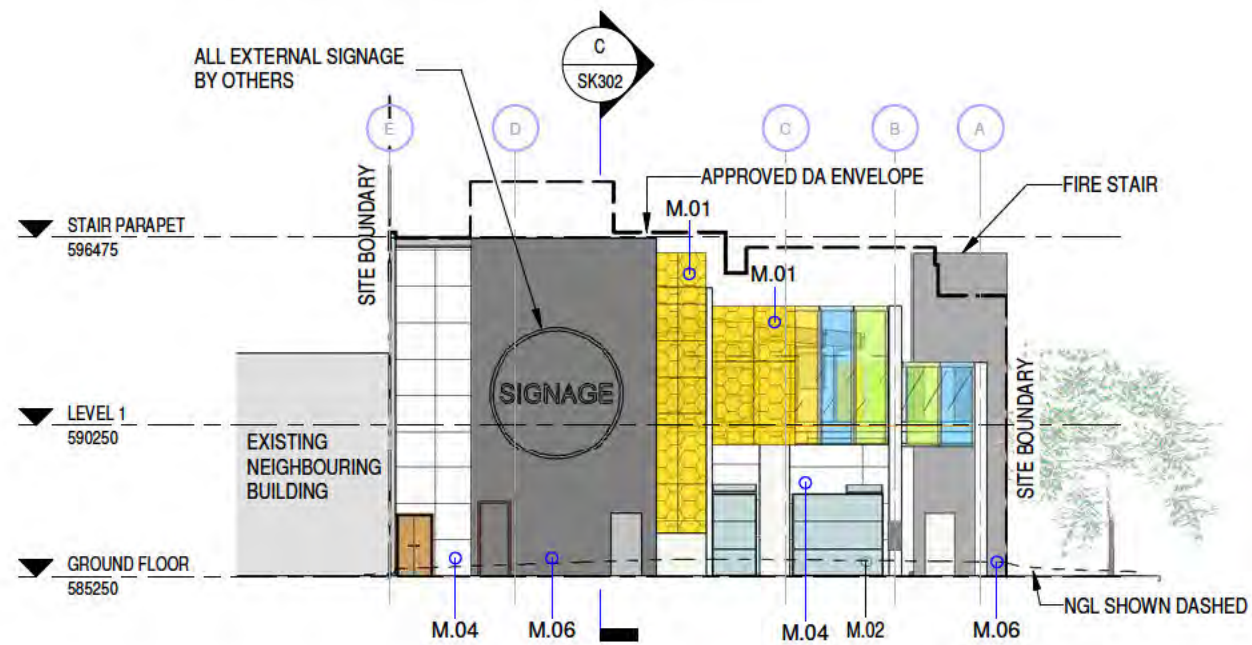 ALL EXTERNAL SIGNAGE
BY OTHERS
C
SK302
E
D
C
B
A
SITE BOUNDARY
APPROVED DA ENVELOPE
FIRE STAIR
M.01
M.01
STAIR PARAPET
596475
SIGNAGE
LEVEL 1
590250
EXISTING
NEIGHBOURING
BUILDING
SITE BOUNDARY
GROUND FLOOR
585250
NGL SHOWN DASHED
M.04
M.06
M.04
M.02
M.06